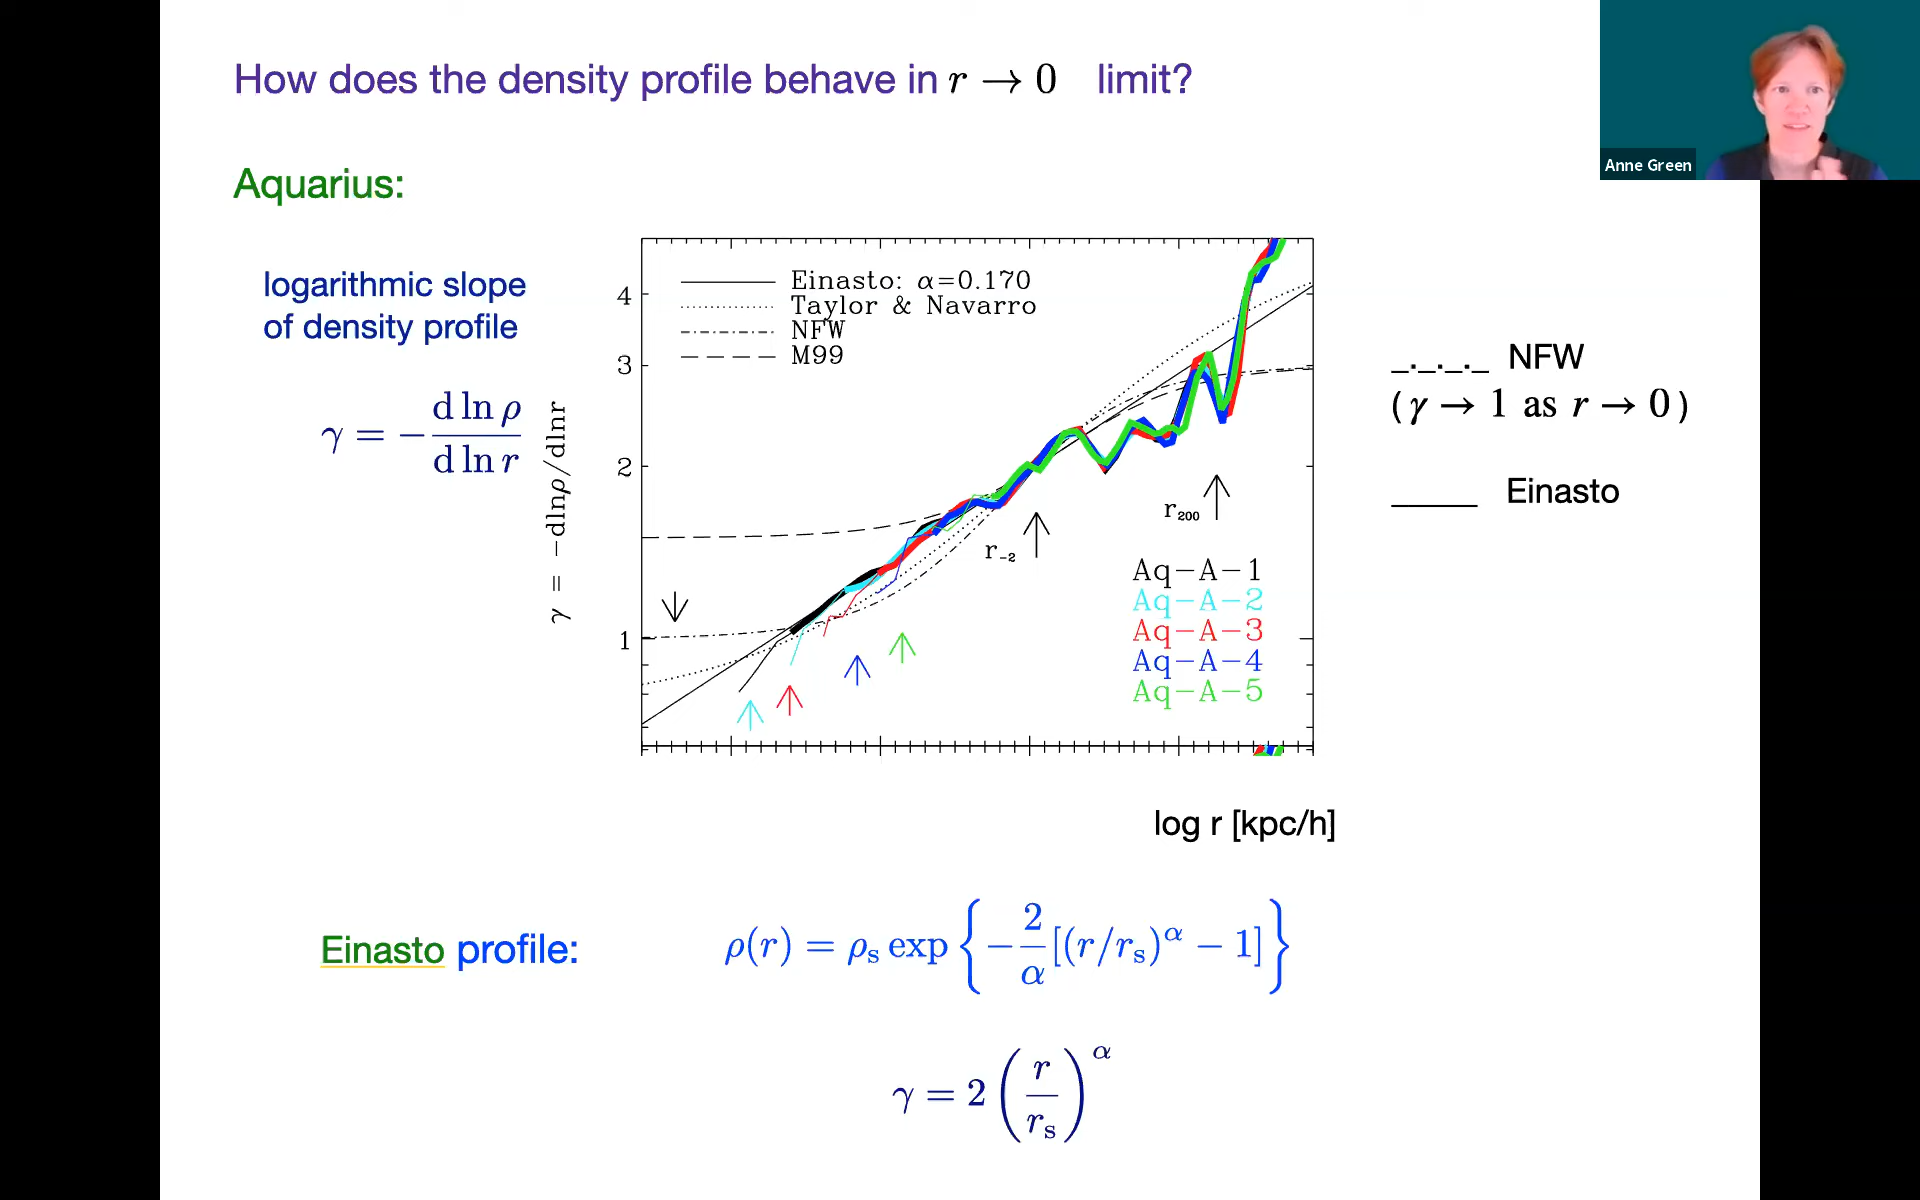 How does the density profile behave in r → 0 limit?
Anne Green
Aquarius:
logarithmic slope
of density profile
γ = − d ln ρ / d ln r
γ = −dlnρ/dlnr
4
3
2
1
Einasto: α=0.170
Taylor & Navarro
NFW
M99
r₋₂
r₂₀₀
Aq−A−1
Aq−A−2
Aq−A−3
Aq−A−4
Aq−A−5
_._._._ NFW
(γ → 1 as r → 0)
Einasto
log r [kpc/h]
Einasto profile: ρ(r) = ρₛ exp { − 2/α [(r/rₛ)^α − 1] }
γ = 2 (r/rₛ)^α